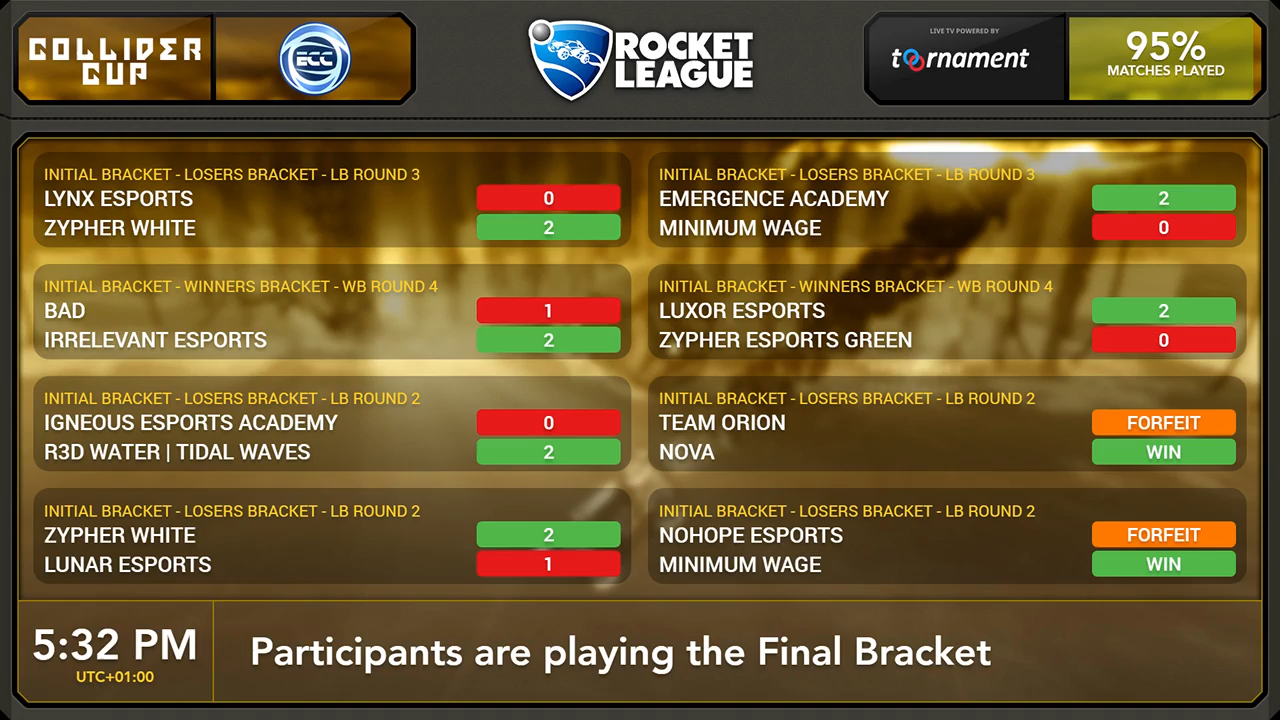 COLLIDER
CUP
ECC
ROCKET
LEAGUE
LIVE TV POWERED BY
toornament
95%
MATCHES PLAYED
INITIAL BRACKET - LOSERS BRACKET - LB ROUND 3
LYNX ESPORTS 0
ZYPHER WHITE 2
INITIAL BRACKET - LOSERS BRACKET - LB ROUND 3
EMERGENCE ACADEMY 2
MINIMUM WAGE 0
INITIAL BRACKET - WINNERS BRACKET - WB ROUND 4
BAD 1
IRRELEVANT ESPORTS 2
INITIAL BRACKET - WINNERS BRACKET - WB ROUND 4
LUXOR ESPORTS 2
ZYPHER ESPORTS GREEN 0
INITIAL BRACKET - LOSERS BRACKET - LB ROUND 2
IGNEOUS ESPORTS ACADEMY 0
R3D WATER | TIDAL WAVES 2
INITIAL BRACKET - LOSERS BRACKET - LB ROUND 2
TEAM ORION FORFEIT
NOVA WIN
INITIAL BRACKET - LOSERS BRACKET - LB ROUND 2
ZYPHER WHITE 2
LUNAR ESPORTS 1
INITIAL BRACKET - LOSERS BRACKET - LB ROUND 2
NOHOPE ESPORTS FORFEIT
MINIMUM WAGE WIN
5:32 PM
UTC+01:00
Participants are playing the Final Bracket